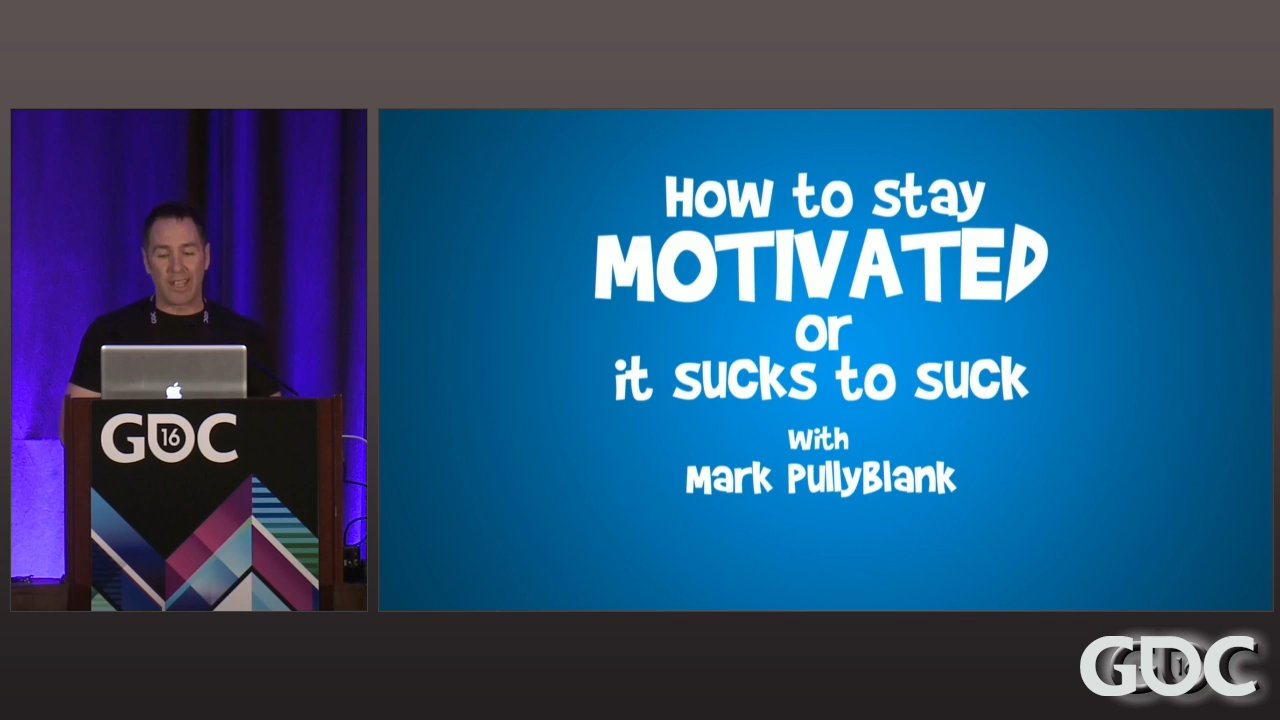 How to stay
MOTIVATED
or
it sucks to suck
with
Mark PullyBlank
GDC
16
GDC